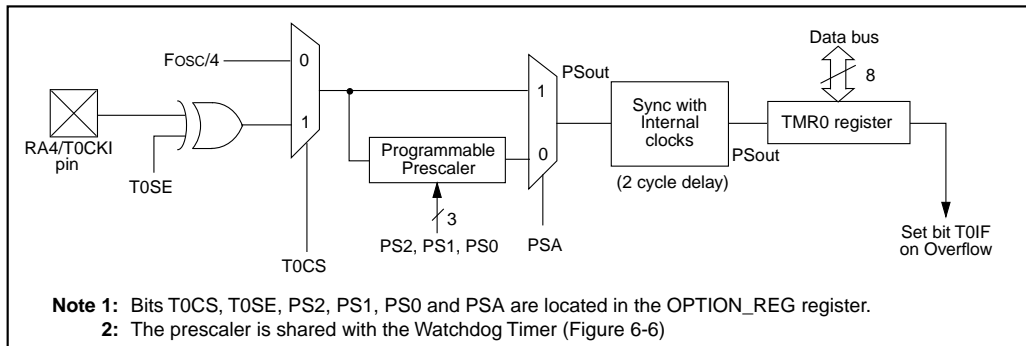 Data bus
8
FOSC/4
0
1
RA4/T0CKI
pin
T0SE
T0CS
Programmable
Prescaler
3
PS2, PS1, PS0
PSout
1
0
PSA
Sync with
Internal
clocks
(2 cycle delay)
PSout
TMR0 register
Set bit T0IF
on Overflow
Note 1: Bits T0CS, T0SE, PS2, PS1, PS0 and PSA are located in the OPTION_REG register.
2: The prescaler is shared with the Watchdog Timer (Figure 6-6)